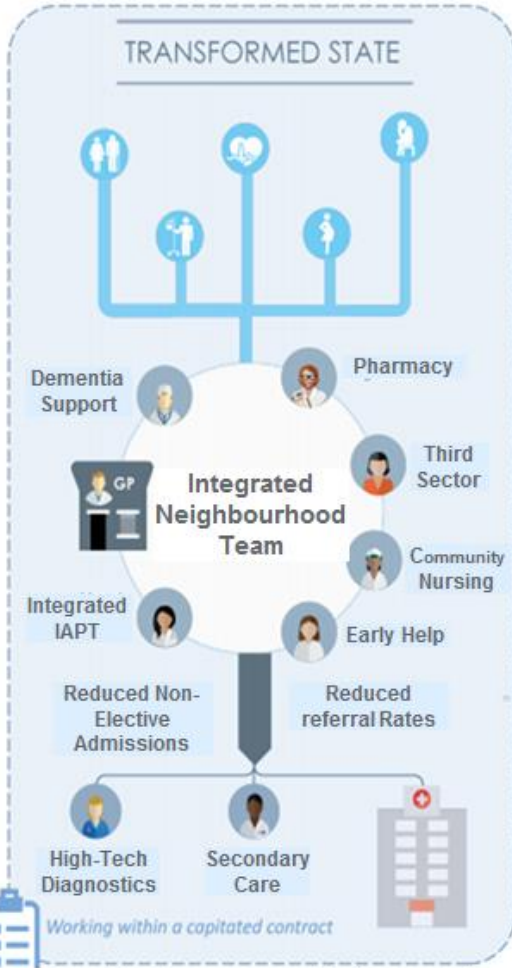 TRANSFORMED STATE
Dementia
Support
Pharmacy
GP
Integrated
Neighbourhood
Team
Third
Sector
Community
Nursing
Integrated
IAPT
Early Help
Reduced Non-
Elective
Admissions
Reduced
referral Rates
High-Tech
Diagnostics
Secondary
Care
Working within a capitated contract